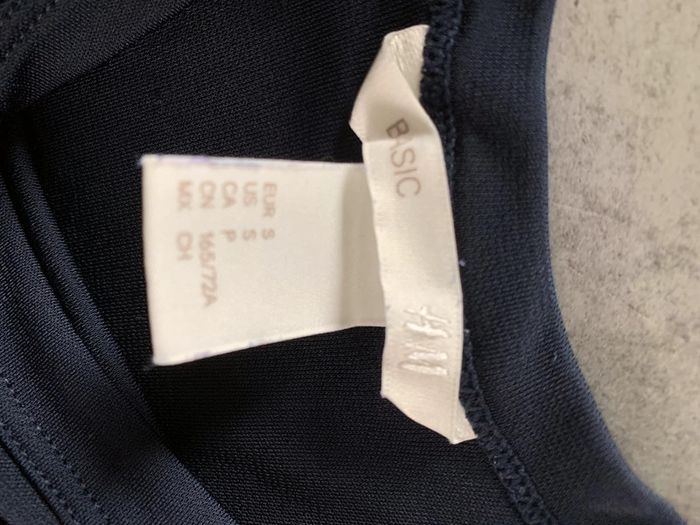 BASIC
H&M
EUR S
US S
CA P
CN 165/72A
MX CH